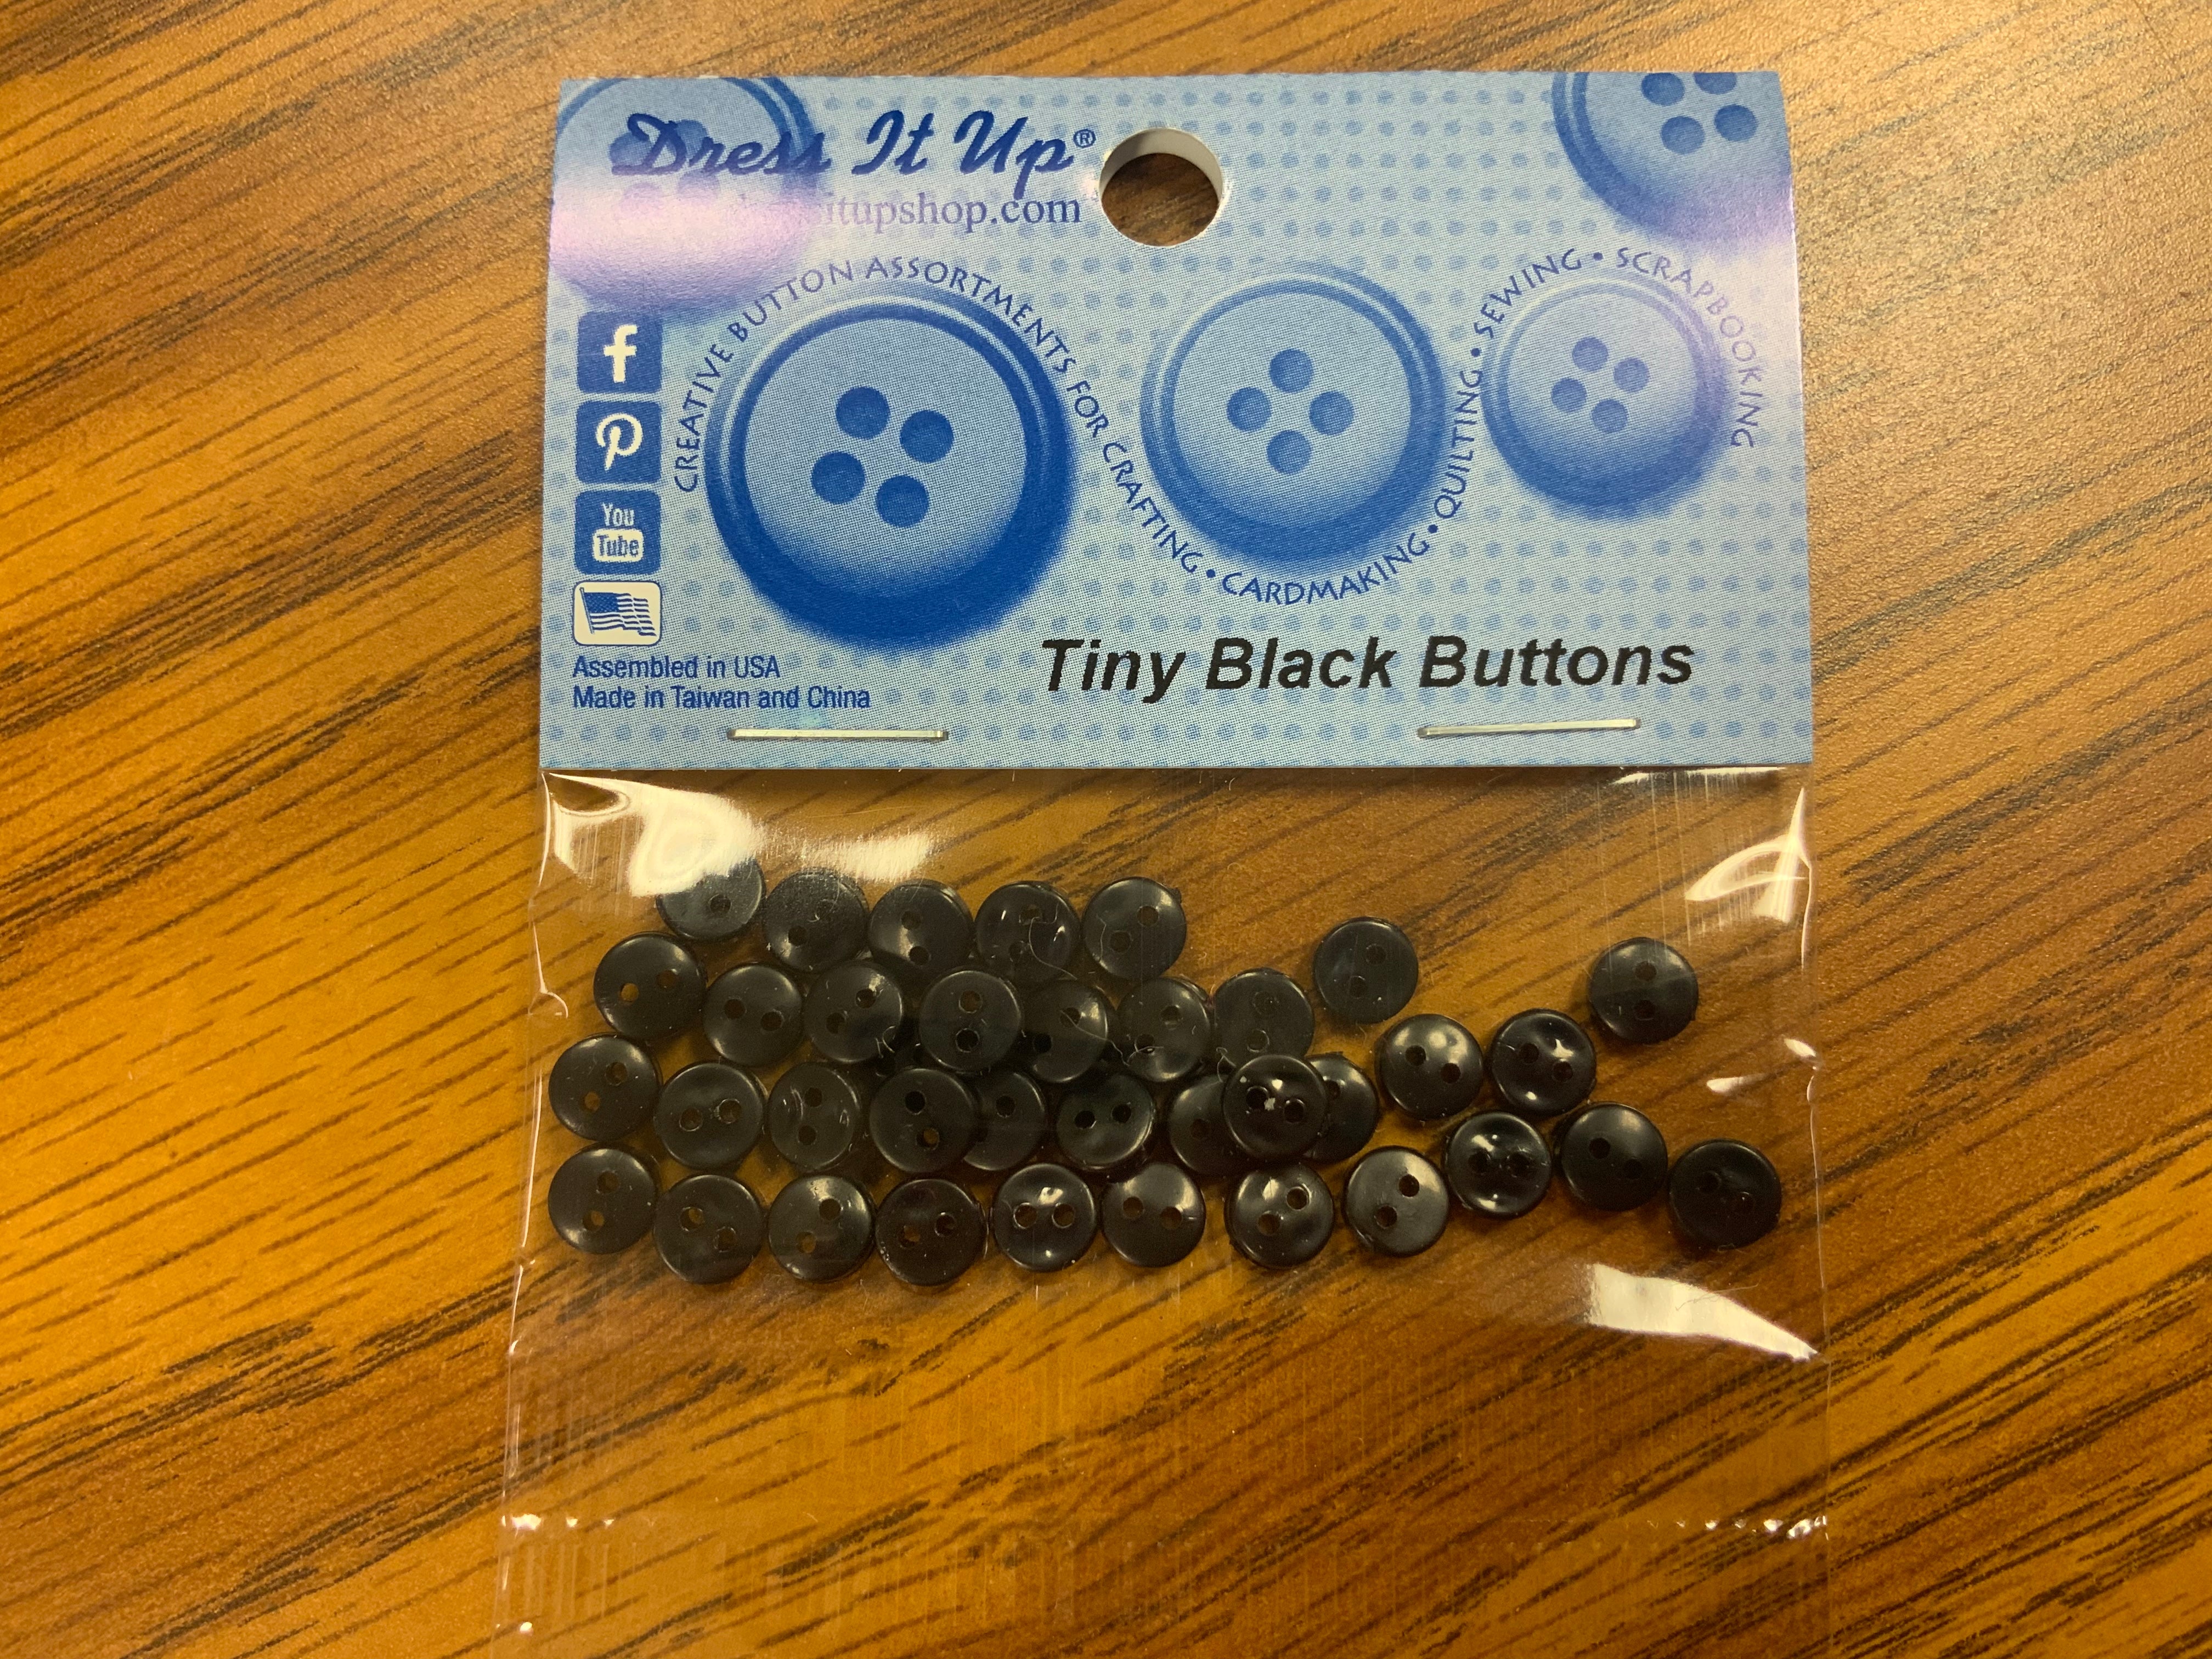 Dress It Up®
itupshop.com
CREATIVE BUTTON ASSORTMENTS FOR CRAFTING • CARDMAKING • QUILTING • SEWING • SCRAPBOOKING
f
P
You
Tube
Assembled in USA
Made in Taiwan and China
Tiny Black Buttons